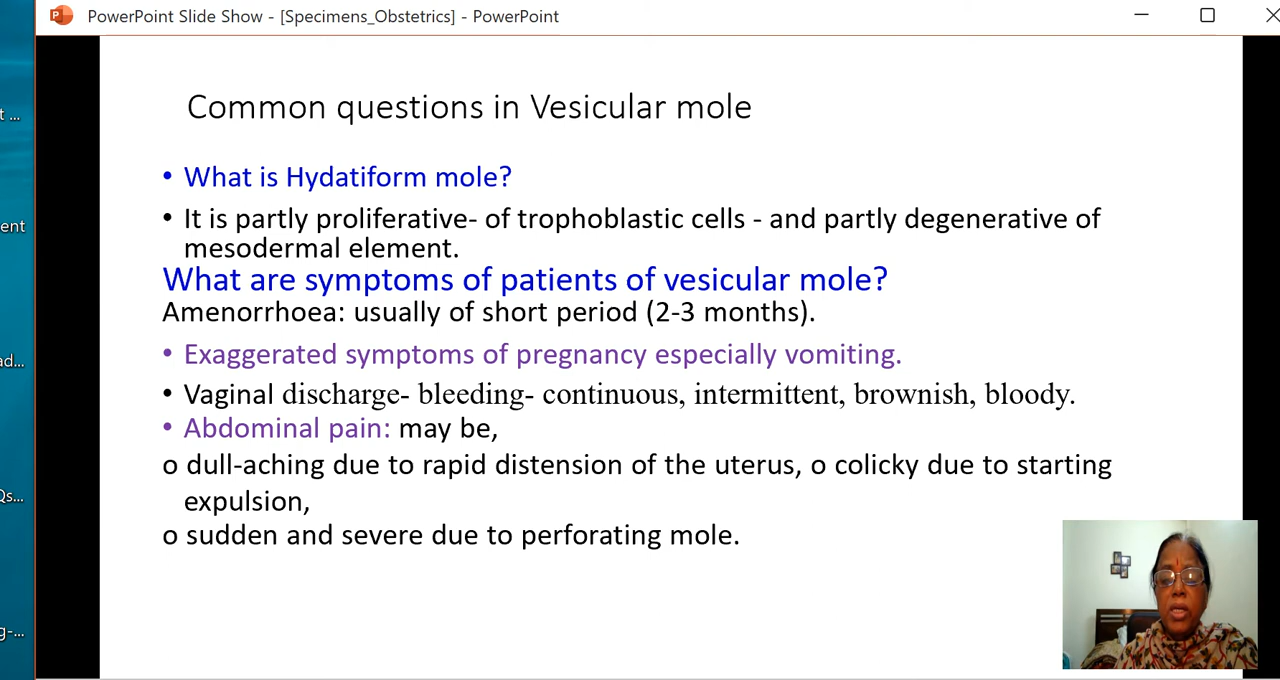 PowerPoint Slide Show - [Specimens_Obstetrics] - PowerPoint
Common questions in Vesicular mole
• What is Hydatiform mole?
• It is partly proliferative- of trophoblastic cells - and partly degenerative of
mesodermal element.
What are symptoms of patients of vesicular mole?
Amenorrhoea: usually of short period (2-3 months).
• Exaggerated symptoms of pregnancy especially vomiting.
• Vaginal discharge- bleeding- continuous, intermittent, brownish, bloody.
• Abdominal pain: may be,
o dull-aching due to rapid distension of the uterus, o colicky due to starting
expulsion,
o sudden and severe due to perforating mole.
t ...
ent
ad...
Qs...
g-...